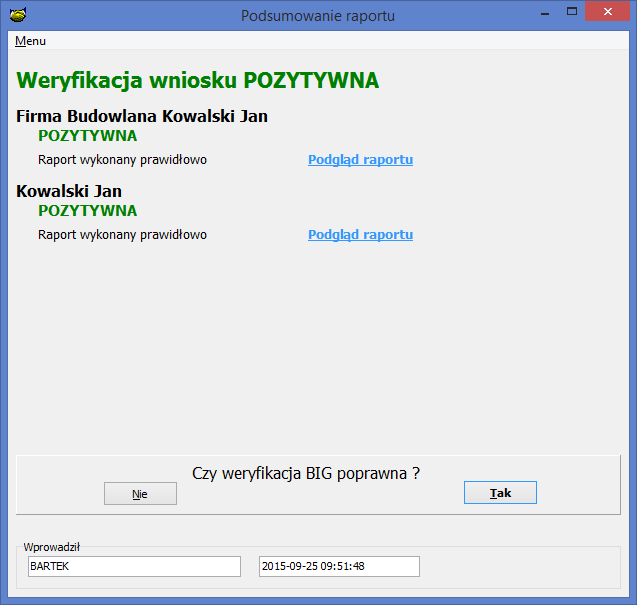 Podsumowanie raportu
Menu
Weryfikacja wniosku POZYTYWNA
Firma Budowlana Kowalski Jan
POZYTYWNA
Raport wykonany prawidłowo Podgląd raportu
Kowalski Jan
POZYTYWNA
Raport wykonany prawidłowo Podgląd raportu
Czy weryfikacja BIG poprawna ?
Nie Tak
Wprowadził
BARTEK 2015-09-25 09:51:48